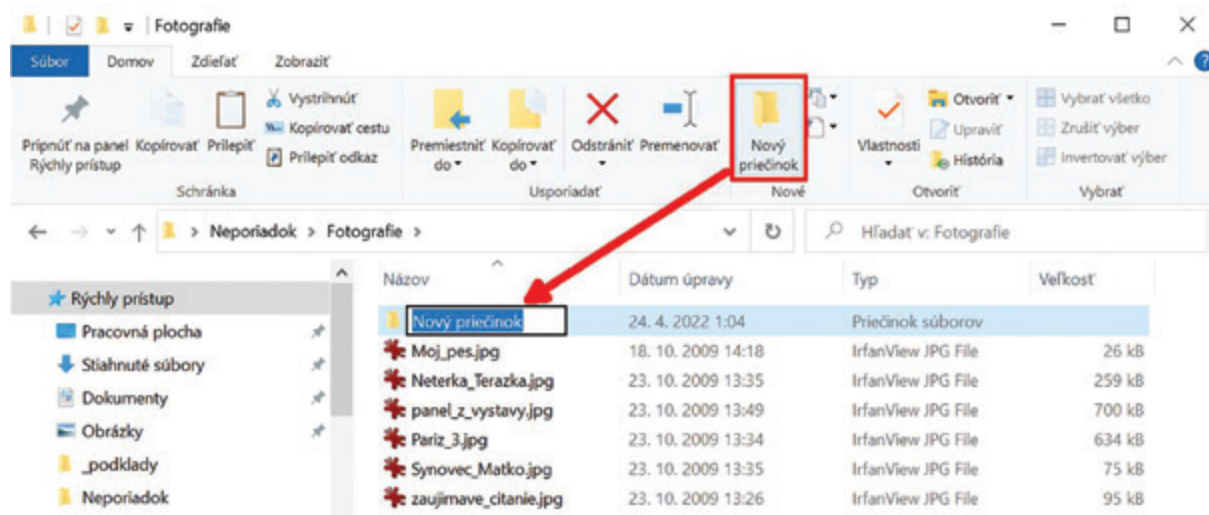 Fotografie
Súbor Domov Zdieľať Zobraziť
Pripnúť na panel Rýchly prístup
Kopírovať
Prilepiť
Vystrihnúť
Kopírovať cestu
Prilepiť odkaz
Schránka
Premiestniť do
Kopírovať do
Odstrániť
Premenovať
Usporiadať
Nový priečinok
Nové
Vlastnosti
Otvoriť
Upraviť
História
Otvoriť
Vybrať všetko
Zrušiť výber
Invertovať výber
Vybrať
Neporiadok > Fotografie >
Hľadať v: Fotografie
Rýchly prístup
Pracovná plocha
Stiahnuté súbory
Dokumenty
Obrázky
_podklady
Neporiadok
Názov Dátum úpravy Typ Veľkosť
Nový priečinok 24. 4. 2022 1:04 Priečinok súborov
Moj_pes.jpg 18. 10. 2009 14:18 IrfanView JPG File 26 kB
Neterka_Terazka.jpg 23. 10. 2009 13:35 IrfanView JPG File 259 kB
panel_z_vystavy.jpg 23. 10. 2009 13:49 IrfanView JPG File 700 kB
Pariz_3.jpg 23. 10. 2009 13:34 IrfanView JPG File 634 kB
Synovec_Matko.jpg 23. 10. 2009 13:35 IrfanView JPG File 75 kB
zaujimave_citanie.jpg 23. 10. 2009 13:26 IrfanView JPG File 95 kB